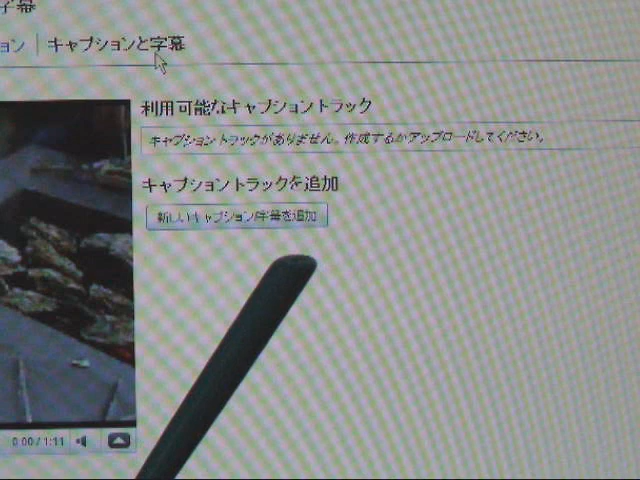 字幕
ョン | キャプションと字幕
利用可能なキャプション トラック
キャプション トラックがありません。作成するかアップロードしてください。
キャプション トラックを追加
新しいキャプション/字幕を追加
0:00 / 1:11